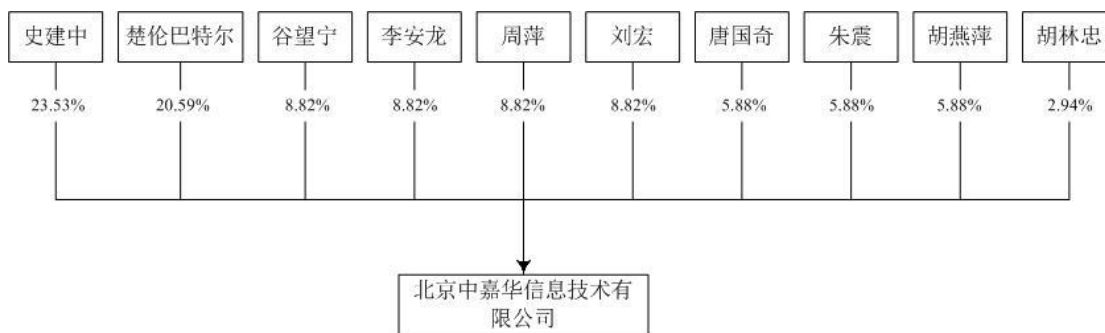 史建中 楚伦巴特尔 谷望宁 李安龙 周萍 刘宏 唐国奇 朱震 胡燕萍 胡林忠
23.53% 20.59% 8.82% 8.82% 8.82% 8.82% 5.88% 5.88% 5.88% 2.94%
北京中嘉华信息技术有
限公司